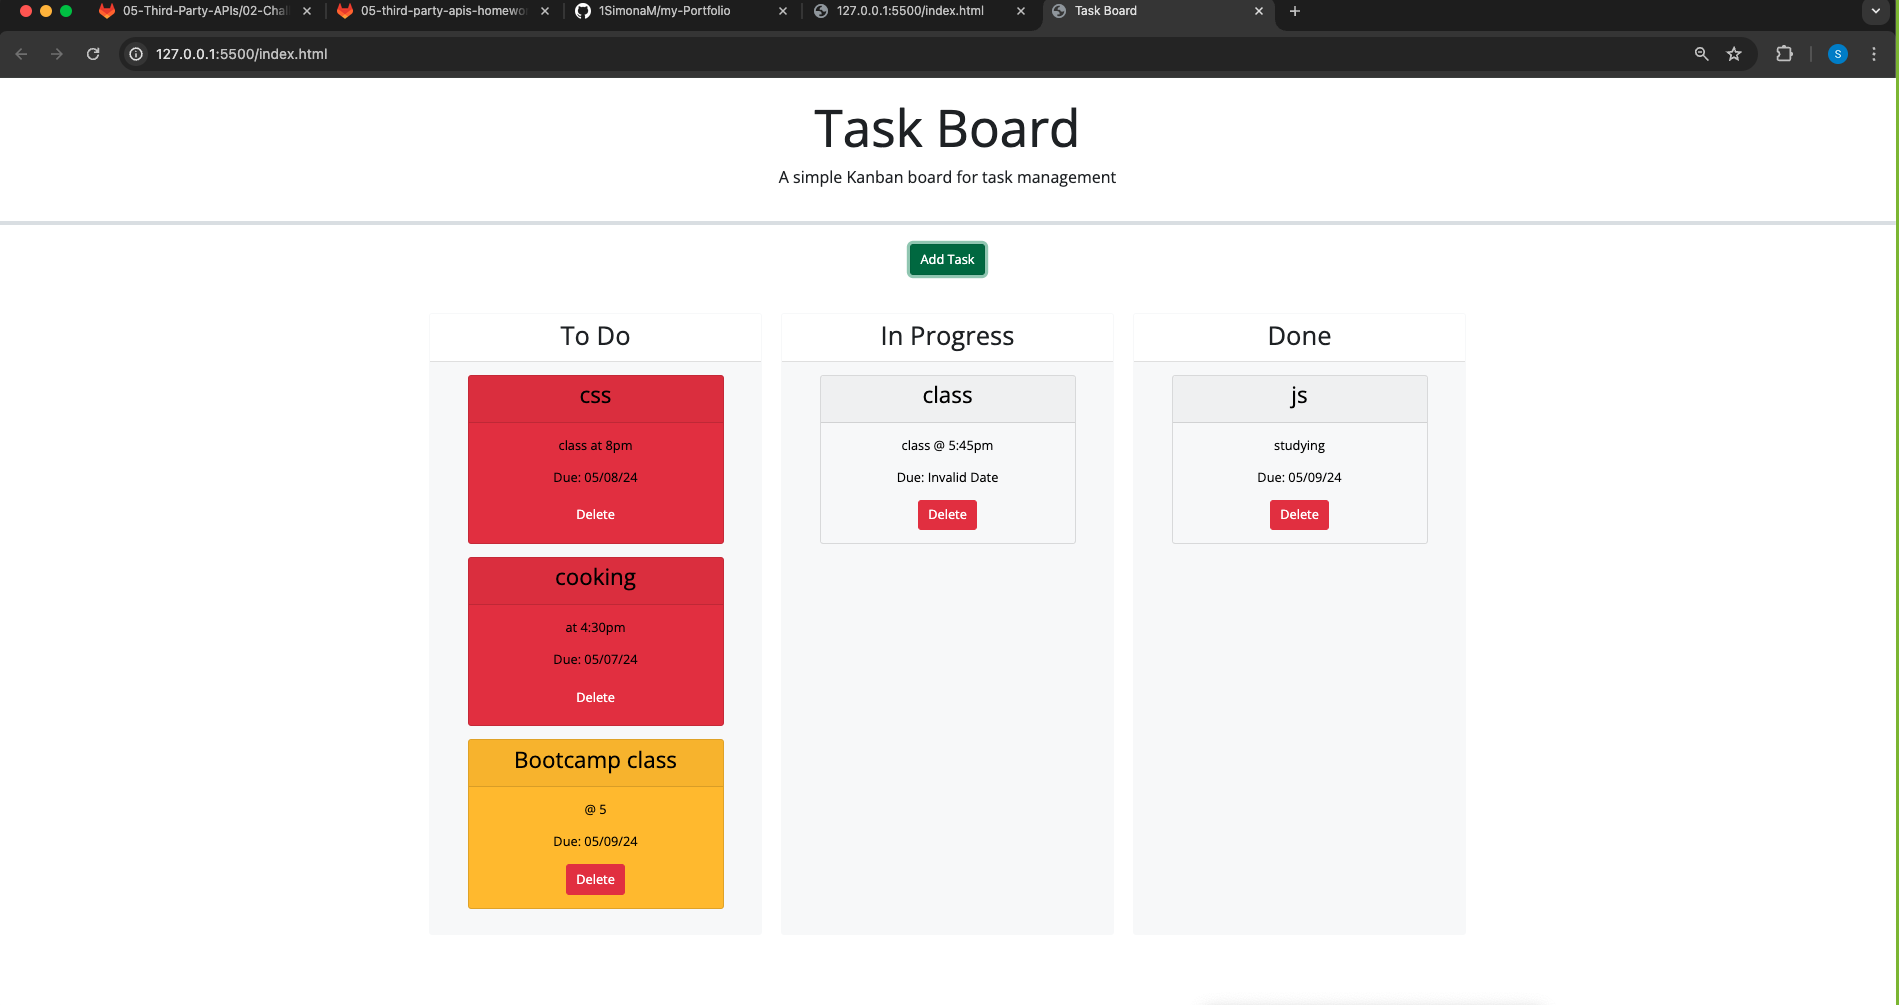 05-Third-Party-APIs/02-Chal
05-third-party-apis-homewo
1SimonaM/my-Portfolio
127.0.0.1:5500/index.html
Task Board
127.0.0.1:5500/index.html
S
Task Board
A simple Kanban board for task management
Add Task
To Do
css
class at 8pm
Due: 05/08/24
Delete
cooking
at 4:30pm
Due: 05/07/24
Delete
Bootcamp class
@ 5
Due: 05/09/24
Delete
In Progress
class
class @ 5:45pm
Due: Invalid Date
Delete
Done
js
studying
Due: 05/09/24
Delete